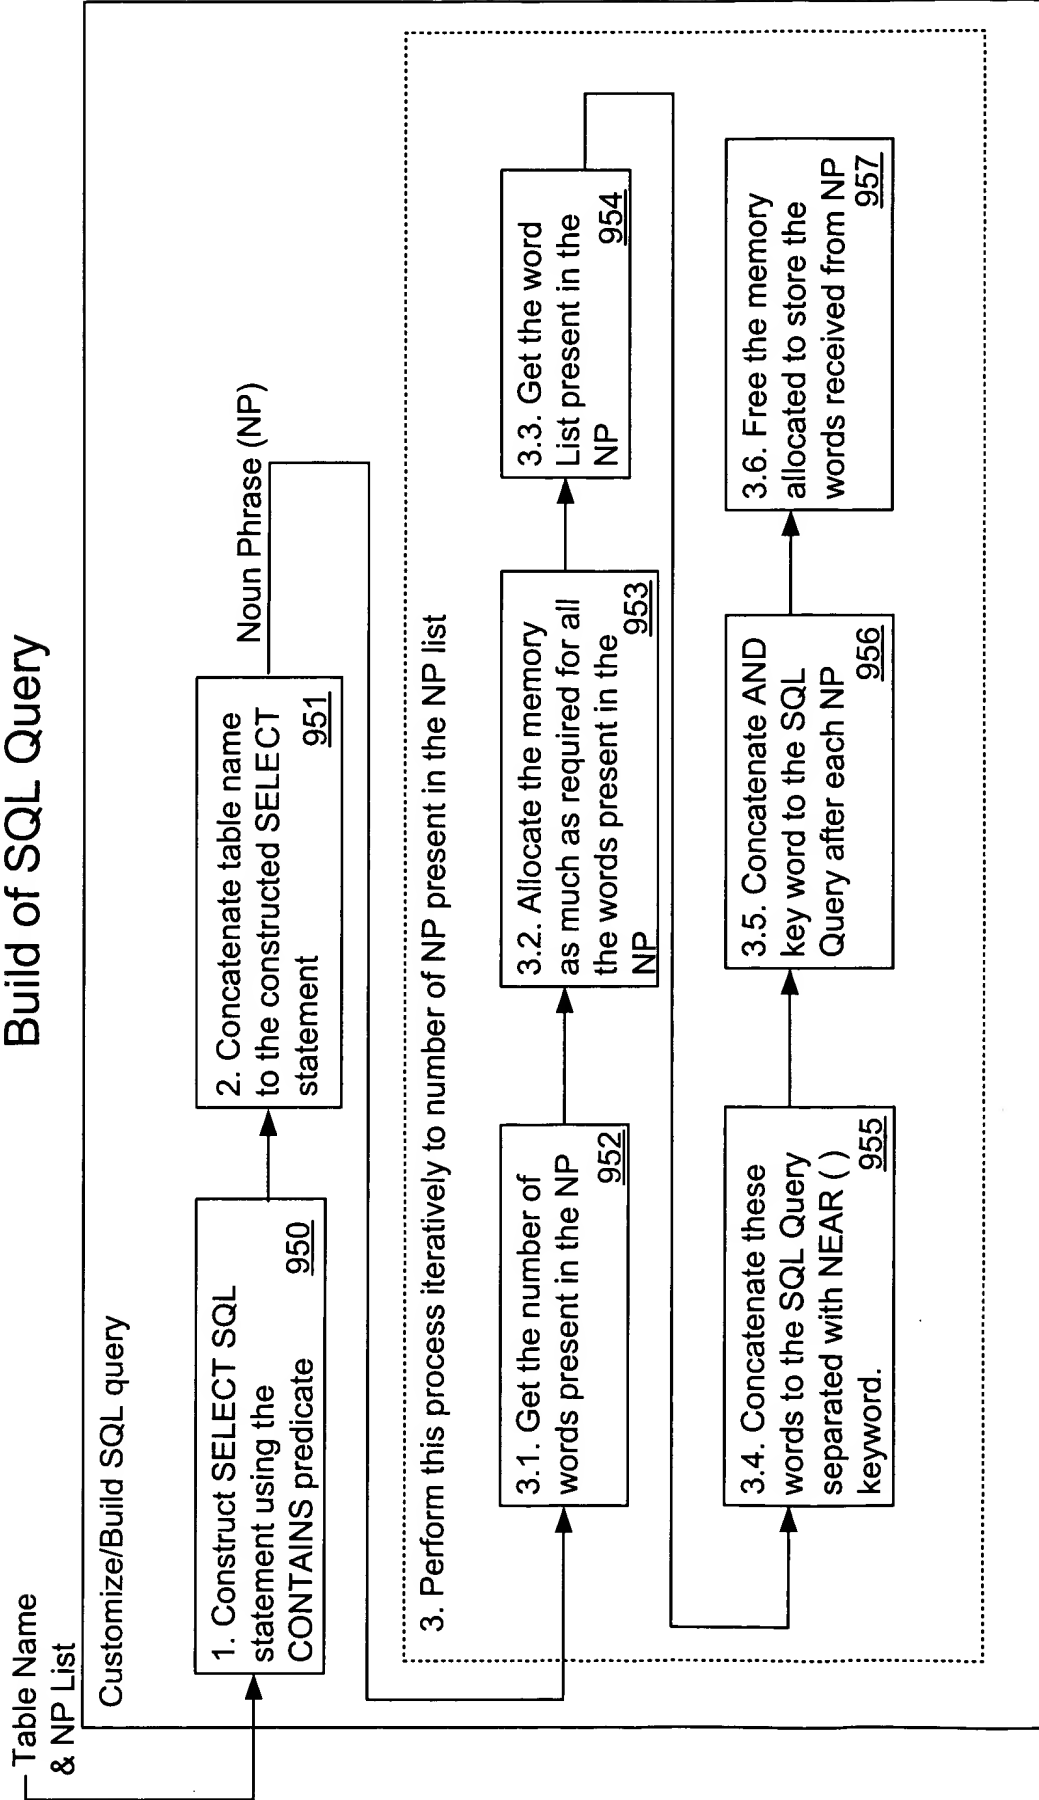 Build of SQL Query
Table Name
& NP List
Customize/Build SQL query
1. Construct SELECT SQL
statement using the
CONTAINS predicate
950
2. Concatenate table name
to the constructed SELECT
statement
951
Noun Phrase (NP)
3. Perform this process iteratively to number of NP present in the NP list
3.1. Get the number of
words present in the NP
952
3.2. Allocate the memory
as much as required for all
the words present in the
NP
953
3.3. Get the word
List present in the
NP
954
3.4. Concatenate these
words to the SQL Query
separated with NEAR ( )
keyword.
955
3.5. Concatenate AND
key word to the SQL
Query after each NP
956
3.6. Free the memory
allocated to store the
words received from NP
957